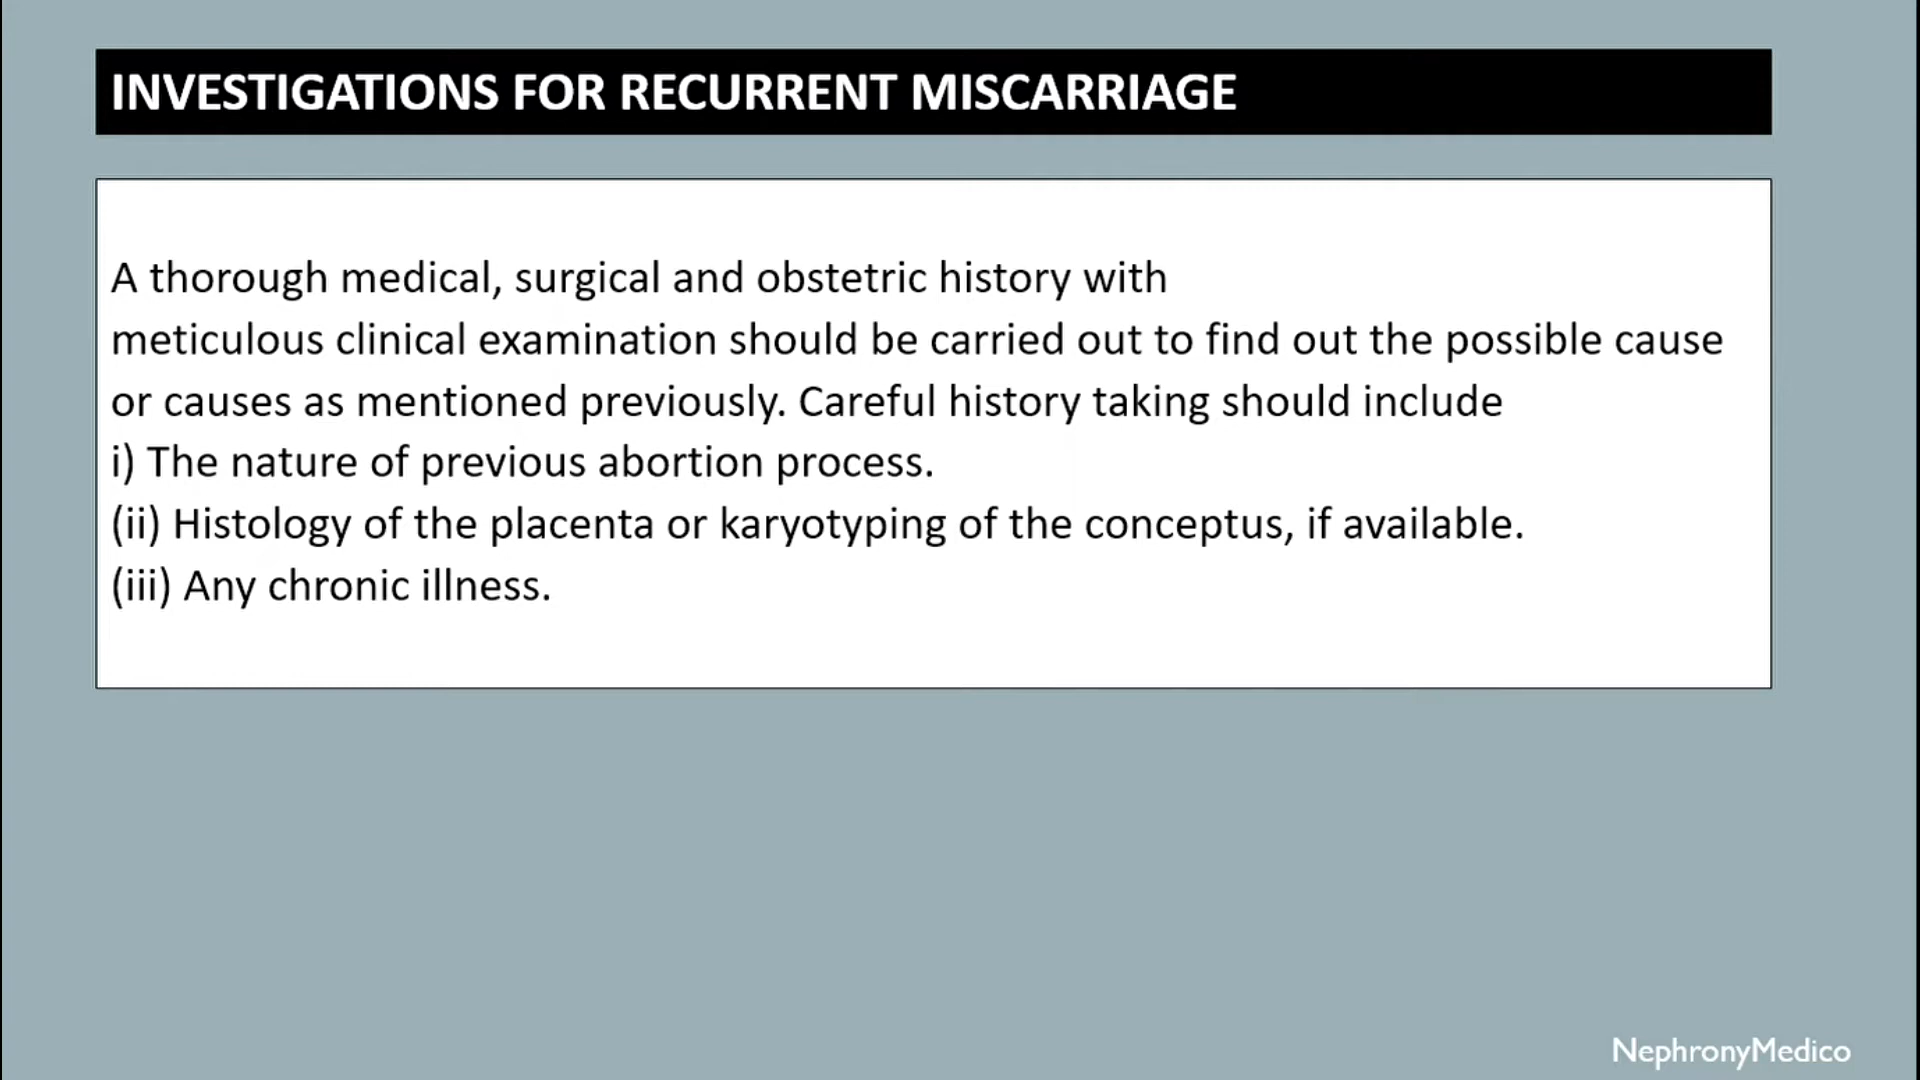 INVESTIGATIONS FOR RECURRENT MISCARRIAGE
A thorough medical, surgical and obstetric history with
meticulous clinical examination should be carried out to find out the possible cause
or causes as mentioned previously. Careful history taking should include
i) The nature of previous abortion process.
(ii) Histology of the placenta or karyotyping of the conceptus, if available.
(iii) Any chronic illness.
NephronyMedico